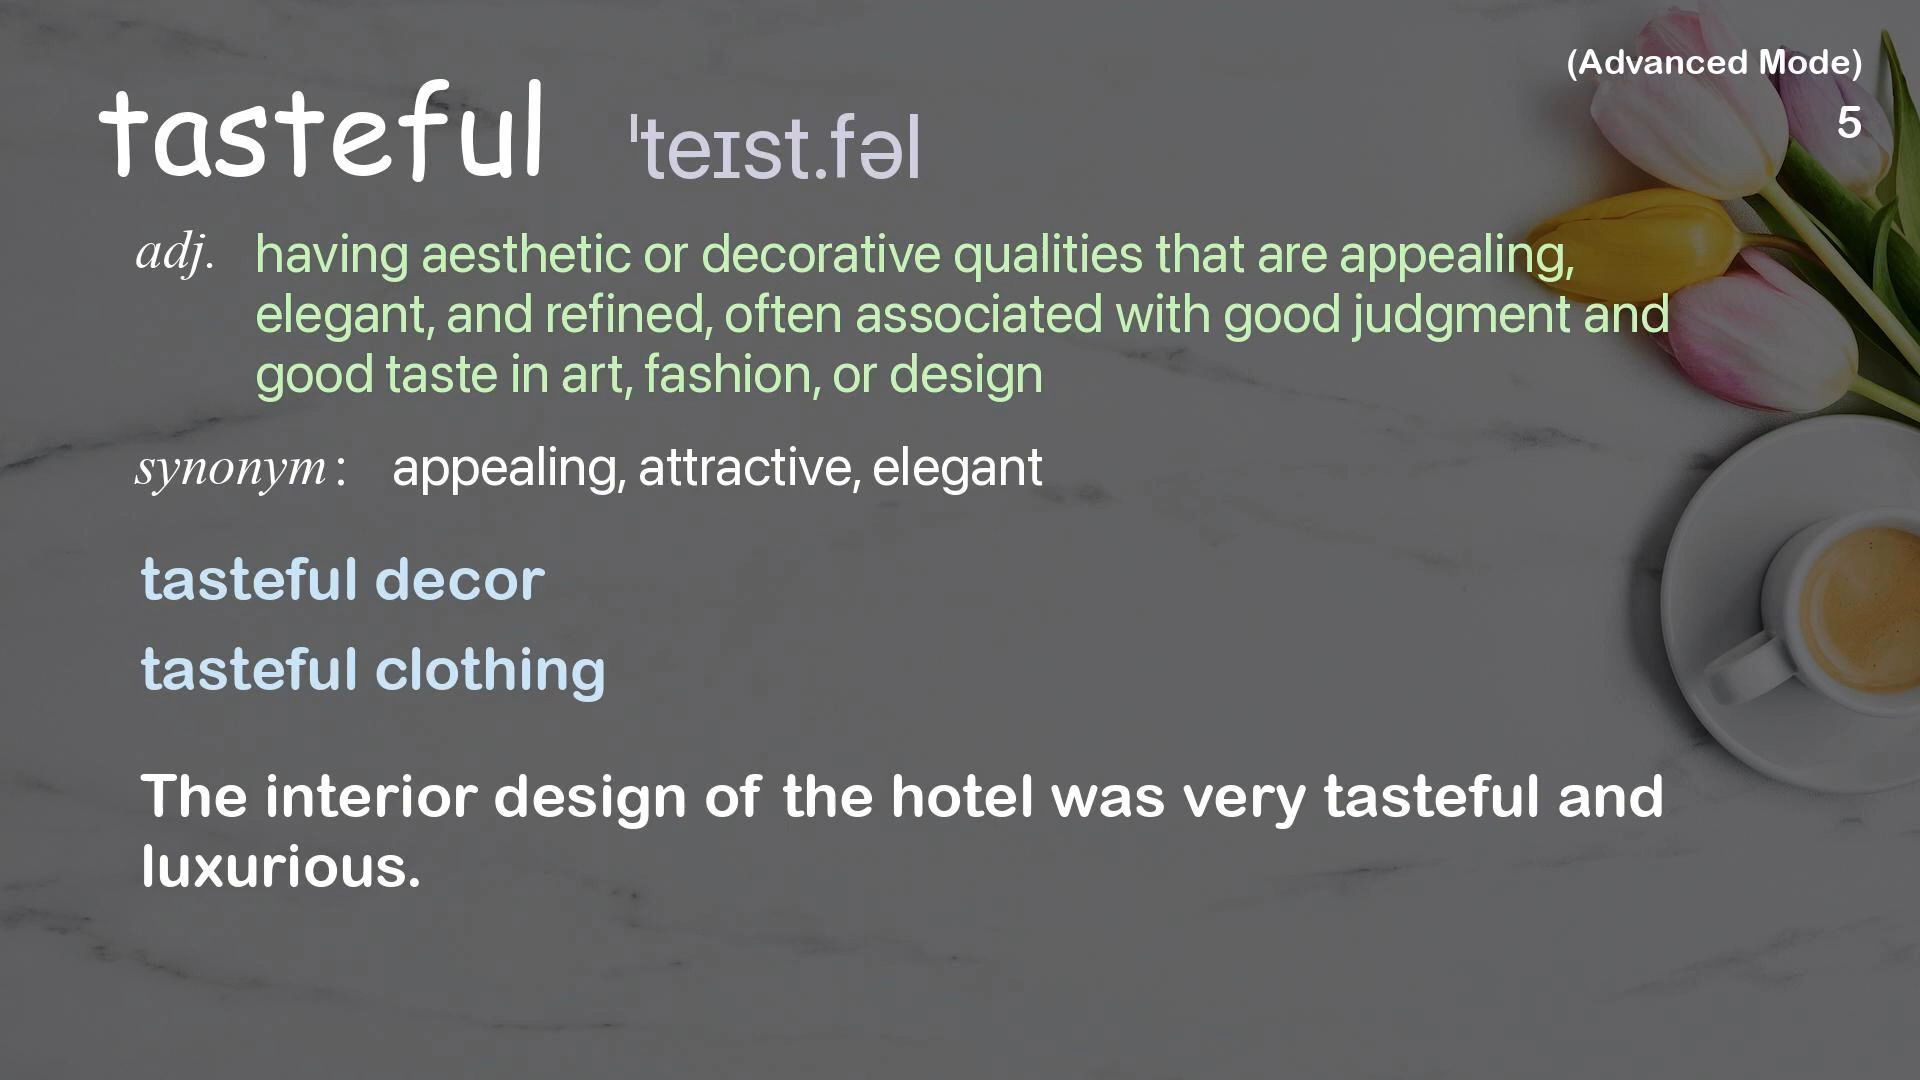 (Advanced Mode)
tasteful ˈteɪst.fəl
5
adj. having aesthetic or decorative qualities that are appealing,
elegant, and refined, often associated with good judgment and
good taste in art, fashion, or design
synonym: appealing, attractive, elegant
tasteful decor
tasteful clothing
The interior design of the hotel was very tasteful and
luxurious.